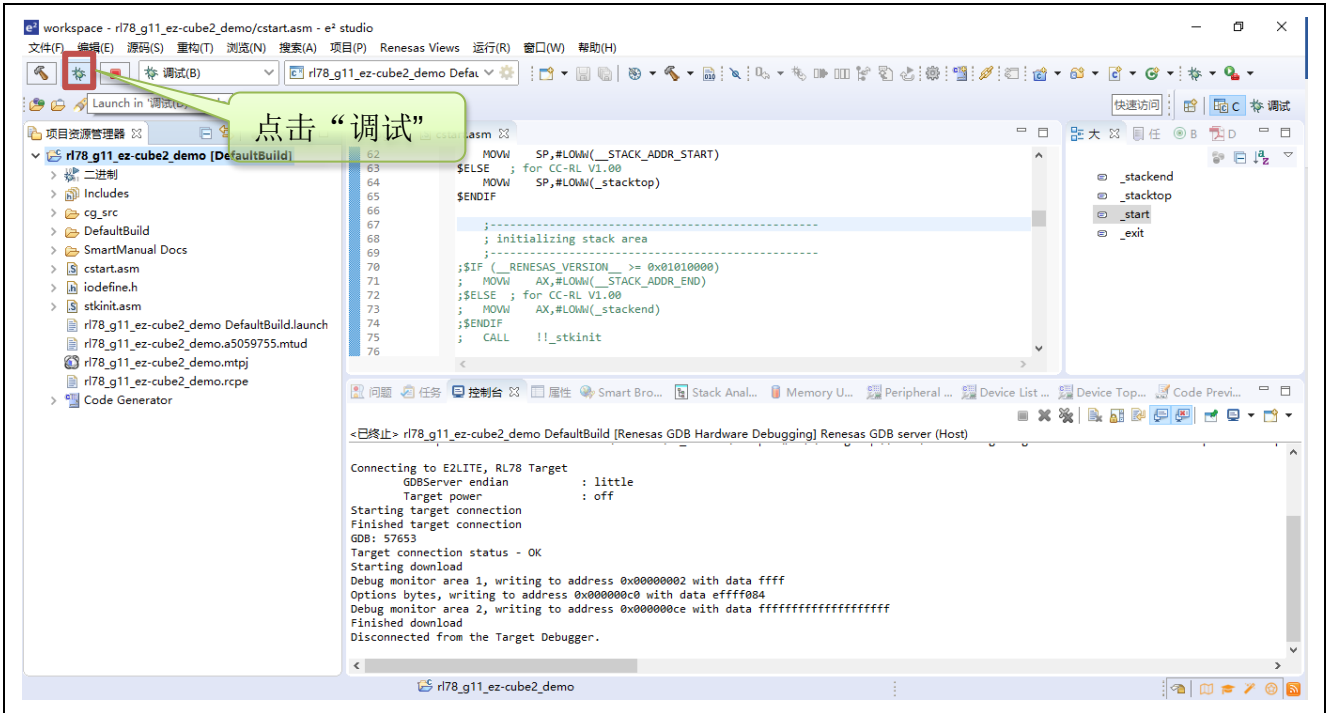 workspace - rl78_g11_ez-cube2_demo/cstart.asm - e² studio
文件(F) 编辑(E) 源码(S) 重构(T) 浏览(N) 搜索(A) 项目(P) Renesas Views 运行(R) 窗口(W) 帮助(H)
调试(B) rl78_g11_ez-cube2_demo Defau
Launch in '调试(B)
快速访问 C 调试
点击“调试”
项目资源管理器 cstart.asm 大 任 B D
rl78_g11_ez-cube2_demo [DefaultBuild]
二进制
Includes
cg_src
DefaultBuild
SmartManual Docs
cstart.asm
iodefine.h
stkinit.asm
rl78_g11_ez-cube2_demo DefaultBuild.launch
rl78_g11_ez-cube2_demo.a5059755.mtud
rl78_g11_ez-cube2_demo.mtpj
rl78_g11_ez-cube2_demo.rcpe
Code Generator
62 MOVW SP,#LOWW(__STACK_ADDR_START)
63 $ELSE ; for CC-RL V1.00
64 MOVW SP,#LOWW(_stacktop)
65 $ENDIF
66
67 ;--------------------------------------------------
68 ; initializing stack area
69 ;--------------------------------------------------
70 ;$IF (__RENESAS_VERSION__ >= 0x01010000)
71 ; MOVW AX,#LOWW(__STACK_ADDR_END)
72 ;$ELSE ; for CC-RL V1.00
73 ; MOVW AX,#LOWW(_stackend)
74 ;$ENDIF
75 ; CALL !!_stkinit
76
_stackend
_stacktop
_start
_exit
问题 任务 控制台 属性 Smart Bro... Stack Anal... Memory U... Peripheral ... Device List ... Device Top... Code Previ...
<已终止> rl78_g11_ez-cube2_demo DefaultBuild [Renesas GDB Hardware Debugging] Renesas GDB server (Host)
Connecting to E2LITE, RL78 Target
GDBServer endian : little
Target power : off
Starting target connection
Finished target connection
GDB: 57653
Target connection status - OK
Starting download
Debug monitor area 1, writing to address 0x00000002 with data ffff
Options bytes, writing to address 0x000000c0 with data effff084
Debug monitor area 2, writing to address 0x000000ce with data ffffffffffffffffffff
Finished download
Disconnected from the Target Debugger.
rl78_g11_ez-cube2_demo